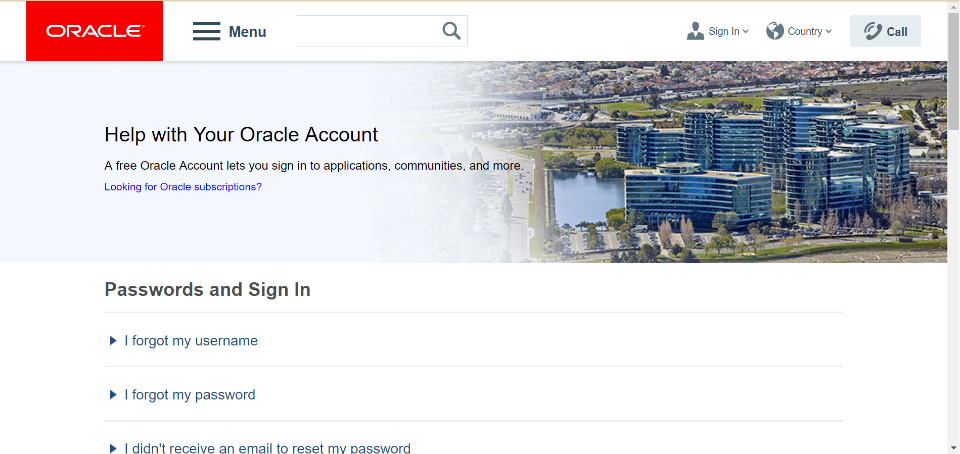 ORACLE®
Menu
Sign In
Country
Call
Help with Your Oracle Account
A free Oracle Account lets you sign in to applications, communities, and more.
Looking for Oracle subscriptions?
Passwords and Sign In
I forgot my username
I forgot my password
I didn't receive an email to reset my password